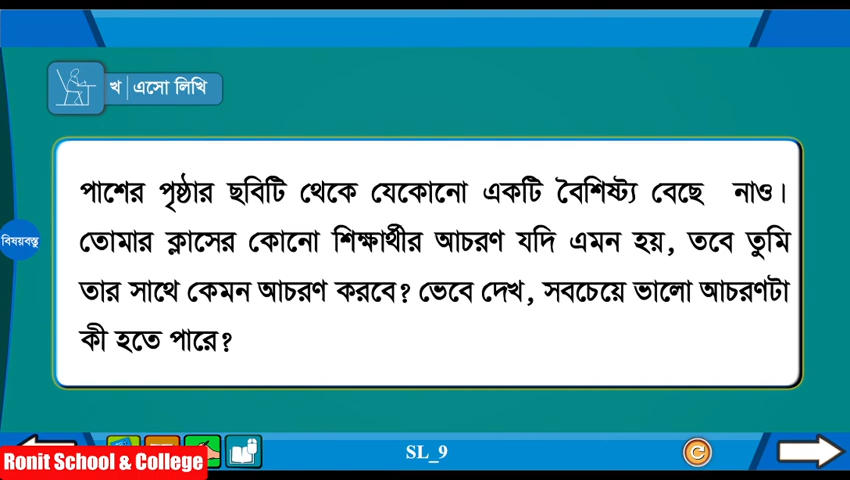 খ | এসো লিখি
পাশের পৃষ্ঠার ছবিটি থেকে যেকোনো একটি বৈশিষ্ট্য বেছে নাও।
তোমার ক্লাসের কোনো শিক্ষার্থীর আচরণ যদি এমন হয়, তবে তুমি
তার সাথে কেমন আচরণ করবে? ভেবে দেখ, সবচেয়ে ভালো আচরণটা
কী হতে পারে?
বিষয়বস্তু
SL_9
Ronit School & College